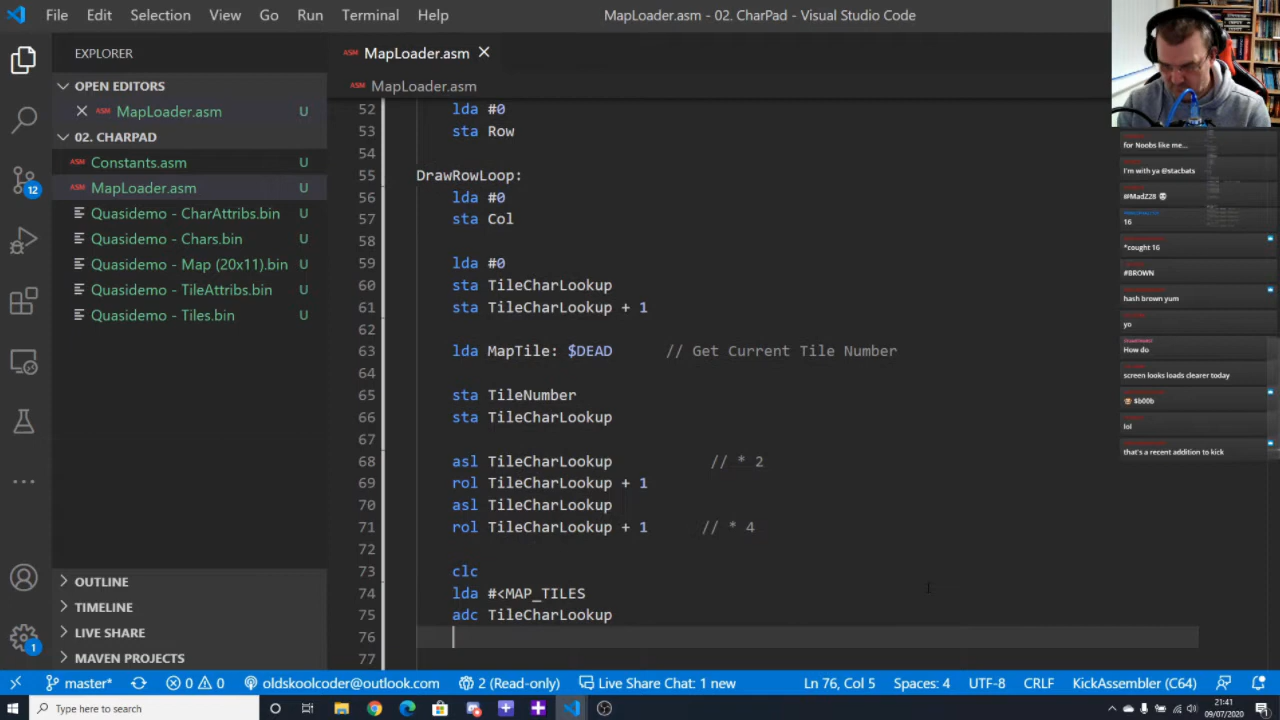 File Edit Selection View Go Run Terminal Help MapLoader.asm - 02. CharPad - Visual Studio Code
EXPLORER
ASM MapLoader.asm
OPEN EDITORS
ASM MapLoader.asm U
ASM MapLoader.asm
02. CHARPAD
ASM Constants.asm U
ASM MapLoader.asm U
Quasidemo - CharAttribs.bin U
Quasidemo - Chars.bin U
Quasidemo - Map (20x11).bin U
Quasidemo - TileAttribs.bin U
Quasidemo - Tiles.bin U
OUTLINE
TIMELINE
LIVE SHARE
MAVEN PROJECTS
12
1
52 lda #0
53 sta Row
54
55 DrawRowLoop:
56 lda #0
57 sta Col
58
59 lda #0
60 sta TileCharLookup
61 sta TileCharLookup + 1
62
63 lda MapTile: $DEAD // Get Current Tile Number
64
65 sta TileNumber
66 sta TileCharLookup
67
68 asl TileCharLookup // * 2
69 rol TileCharLookup + 1
70 asl TileCharLookup
71 rol TileCharLookup + 1 // * 4
72
73 clc
74 lda #<MAP_TILES
75 adc TileCharLookup
76
77
for Noobs like me...
I'm with ya @stacbats
#MadZ28
16
*cought 16
#BROWN
hash brown yum
yo
How do
screen looks loads clearer today
$b00b
lol
that's a recent addition to kick
master* 0 0 oldskoolcoder@outlook.com 2 (Read-only) Live Share Chat: 1 new Ln 76, Col 5 Spaces: 4 UTF-8 CRLF KickAssembler (C64)
Type here to search
21:41
09/07/2020